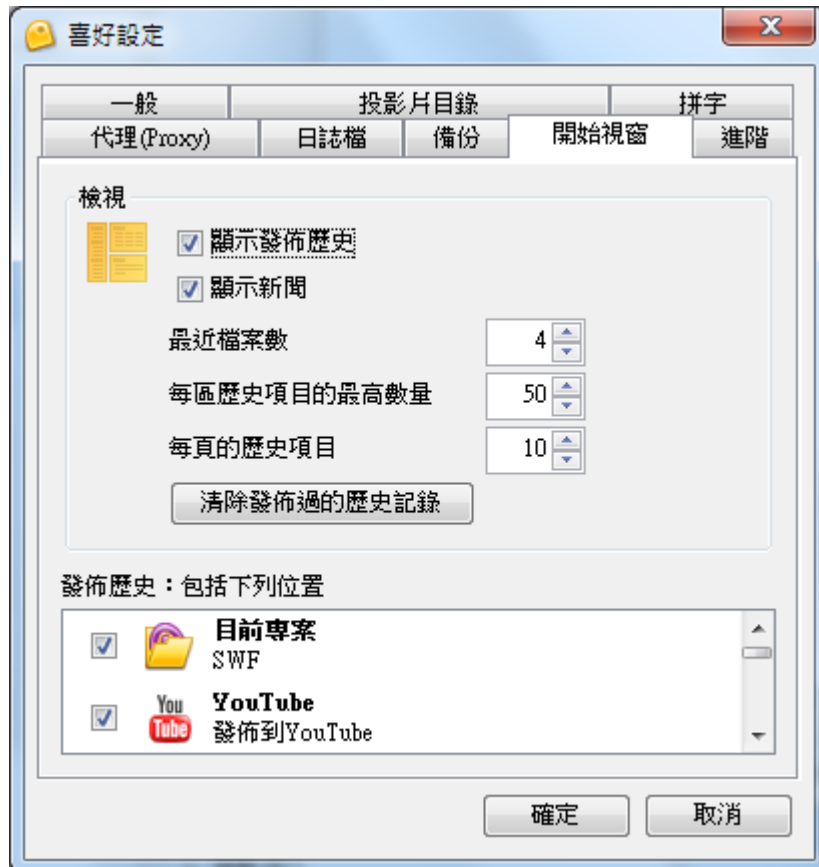 喜好設定
一般
投影片目錄
拼字
代理(Proxy)
日誌檔
備份
開始視窗
進階
檢視
顯示發佈歷史
顯示新聞
最近檔案數 4
每區歷史項目的最高數量 50
每頁的歷史項目 10
清除發佈過的歷史記錄
發佈歷史：包括下列位置
目前專案
SWF
You
Tube
YouTube
發佈到YouTube
確定
取消